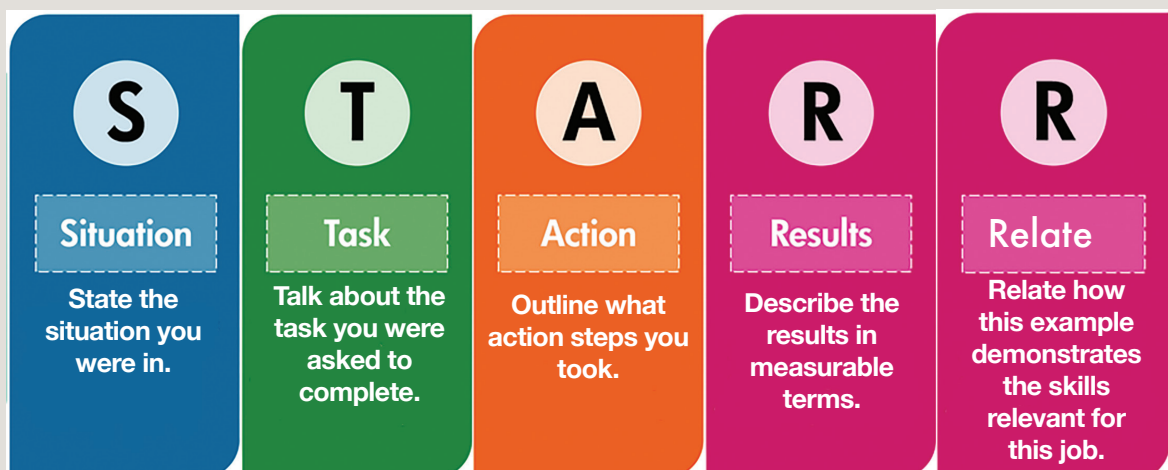 S
Situation
State the
situation you
were in.
T
Task
Talk about the
task you were
asked to
complete.
A
Action
Outline what
action steps you
took.
R
Results
Describe the
results in
measurable
terms.
R
Relate
Relate how
this example
demonstrates
the skills
relevant for
this job.